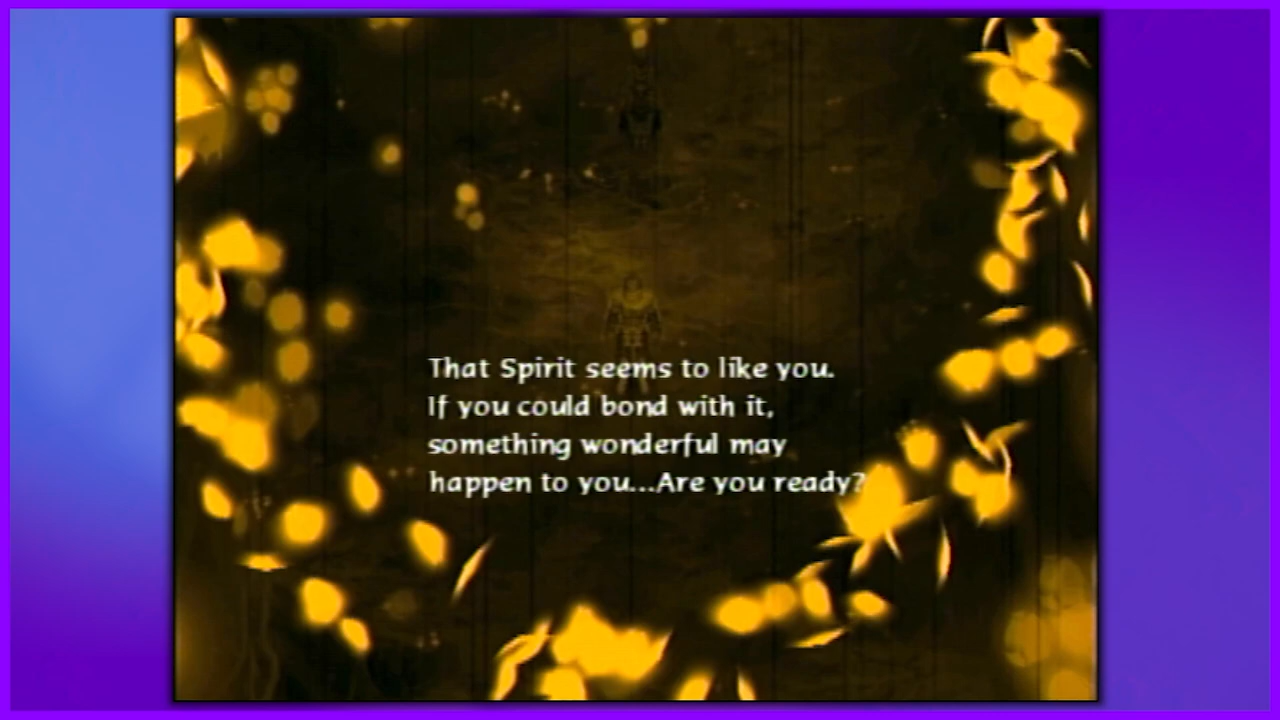 That Spirit seems to like you.
If you could bond with it,
something wonderful may
happen to you...Are you ready?